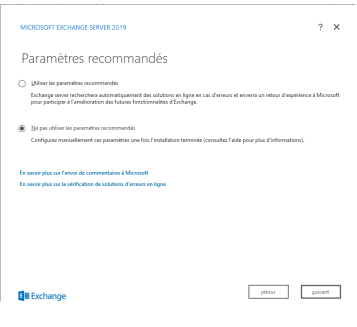 MICROSOFT EXCHANGE SERVER 2019
? X
Paramètres recommandés
Utiliser les paramètres recommandés
Exchange server recherchera automatiquement des solutions en ligne en cas d'erreurs et enverra un retour d'expérience à Microsoft
pour participer à l'amélioration des futures fonctionnalités d'Exchange.
Ne pas utiliser les paramètres recommandés
Configurez manuellement ces paramètres une fois l'installation terminée (consultez l'aide pour plus d'informations).
En savoir plus sur l'envoi de commentaires à Microsoft
En savoir plus sur la vérification de solutions d'erreurs en ligne
Exchange
retour
suivant